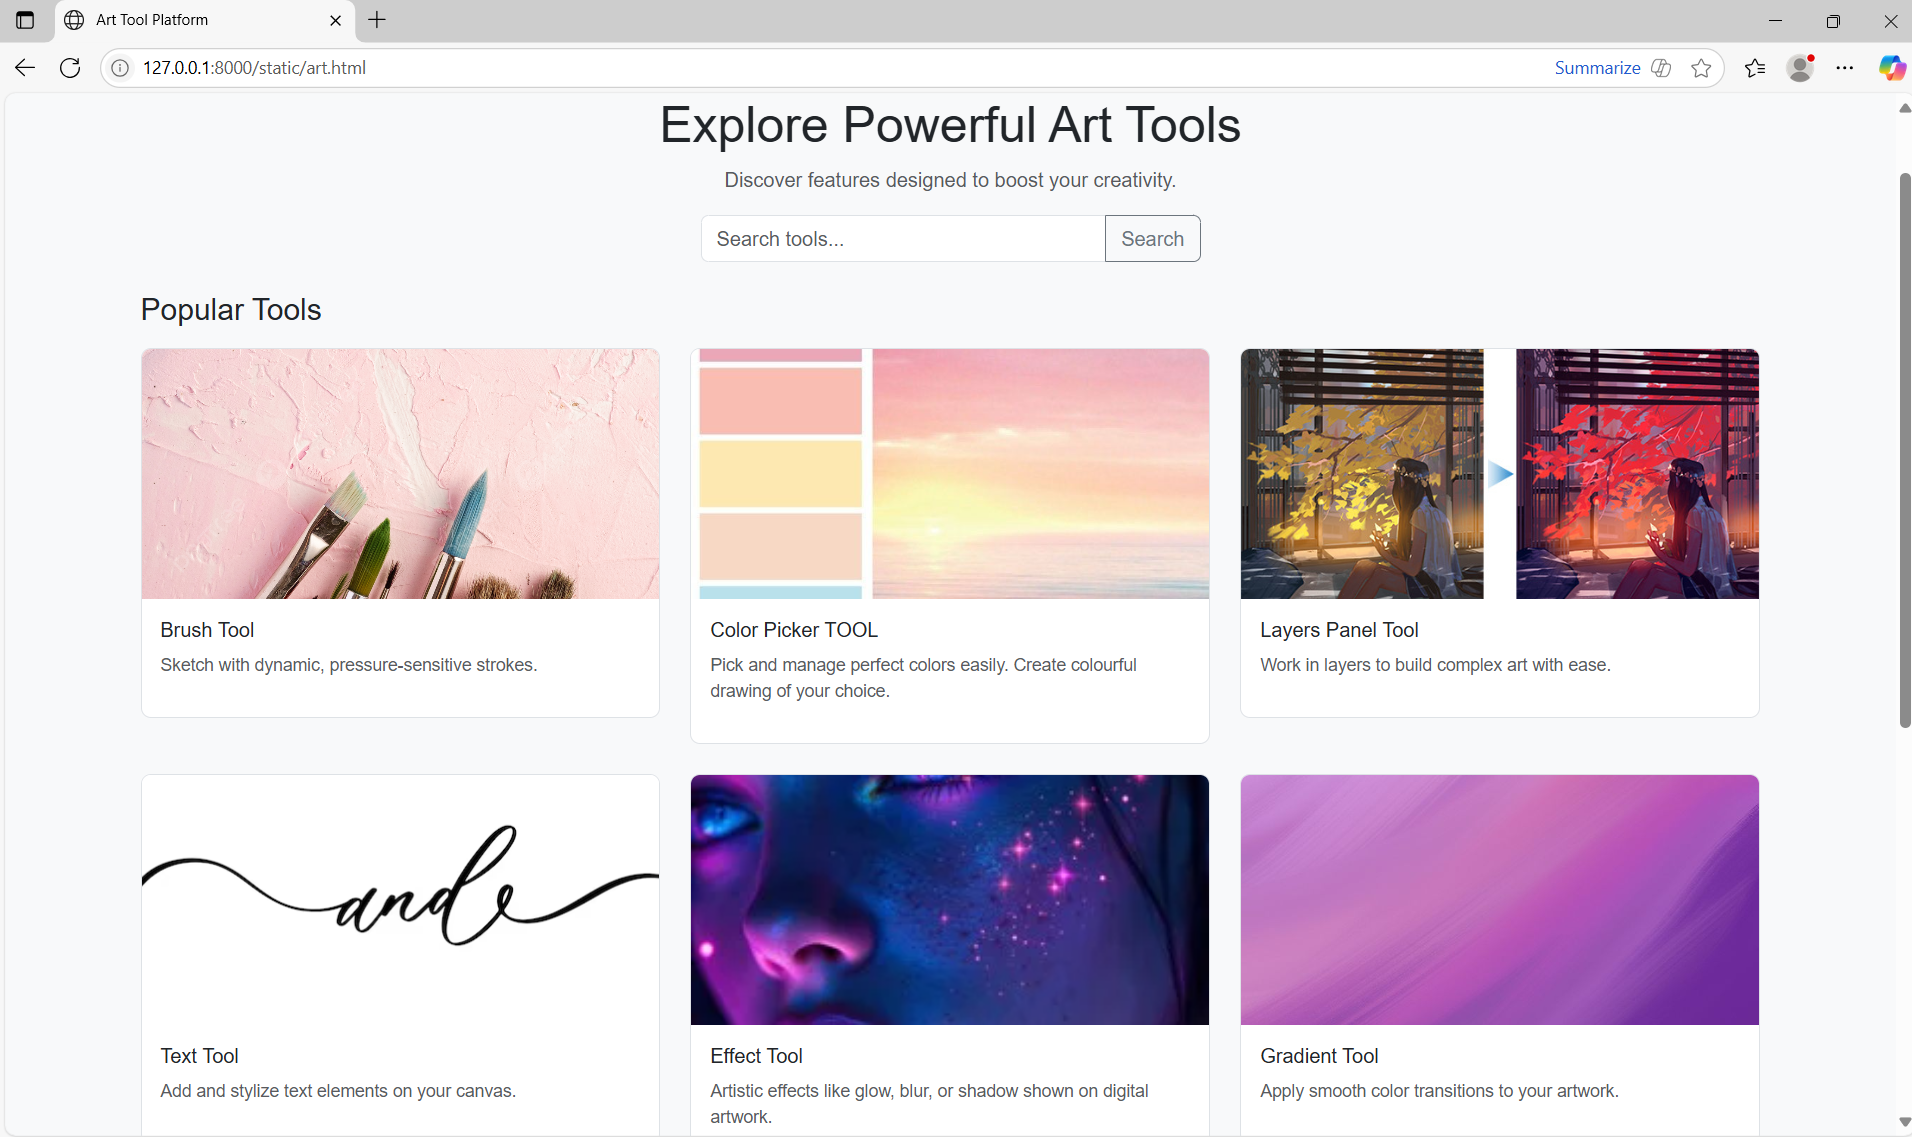 Art Tool Platform
127.0.0.1:8000/static/art.html
Summarize
Explore Powerful Art Tools
Discover features designed to boost your creativity.
Search tools...
Search
Popular Tools
Brush Tool
Sketch with dynamic, pressure-sensitive strokes.
Color Picker TOOL
Pick and manage perfect colors easily. Create colourful
drawing of your choice.
Layers Panel Tool
Work in layers to build complex art with ease.
and
Text Tool
Add and stylize text elements on your canvas.
Effect Tool
Artistic effects like glow, blur, or shadow shown on digital
artwork.
Gradient Tool
Apply smooth color transitions to your artwork.